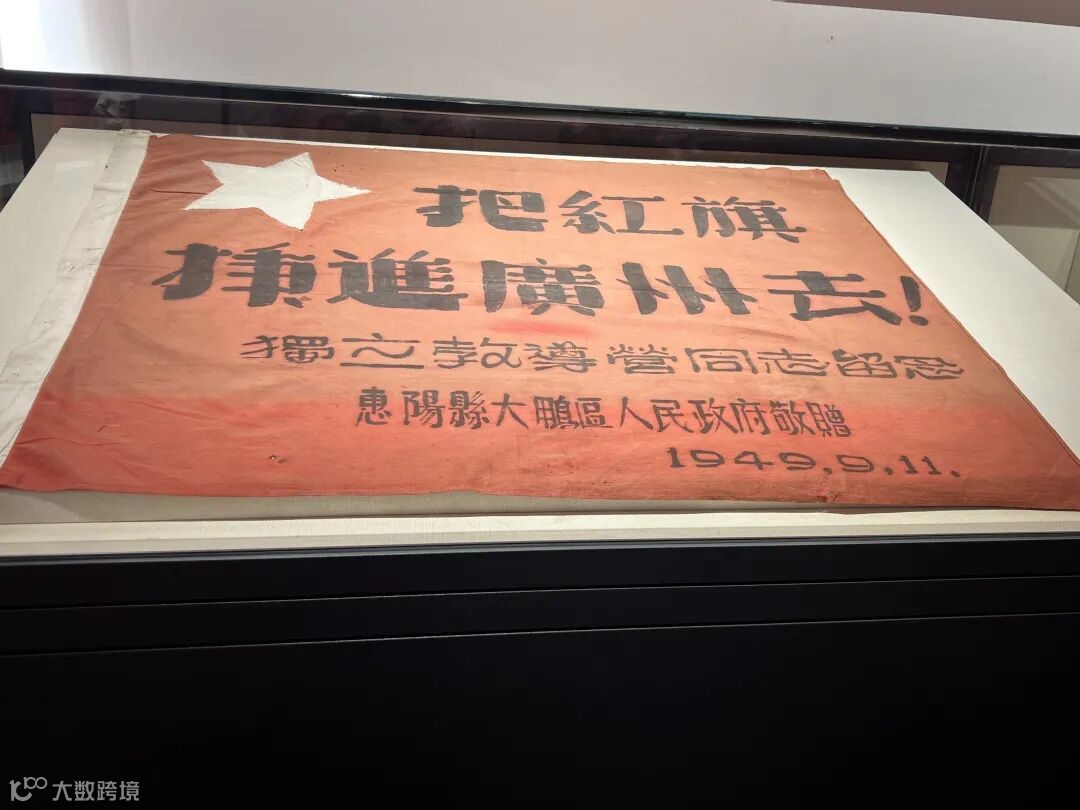 把紅旗
挿進廣州去!
獨立教導營同志留念
惠陽縣大鵬區人民政府敬贈
1949,9,11.
大数跨境